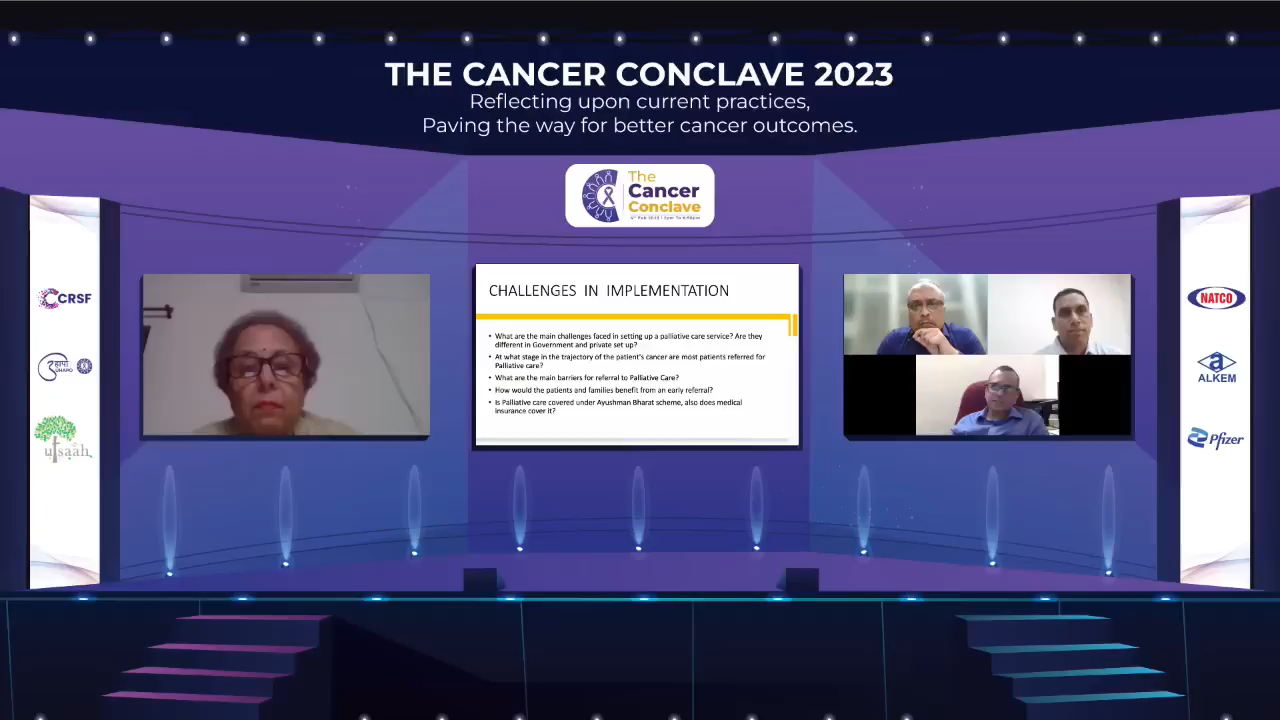 THE CANCER CONCLAVE 2023
Reflecting upon current practices,
Paving the way for better cancer outcomes.
The
Cancer
Conclave
CRSF
utsaah
CHALLENGES IN IMPLEMENTATION
• What are the main challenges faced in setting up a palliative care service? Are they
different in Government and private set up?
• At what stage in the trajectory of the patient's cancer are most patients referred for
Palliative care?
• What are the main barriers for referral to Palliative Care?
• How would the patients and families benefit from an early referral?
• Is Palliative care covered under Ayushman Bharat scheme, also does medical
insurance cover it?
NATCO
ALKEM
Pfizer